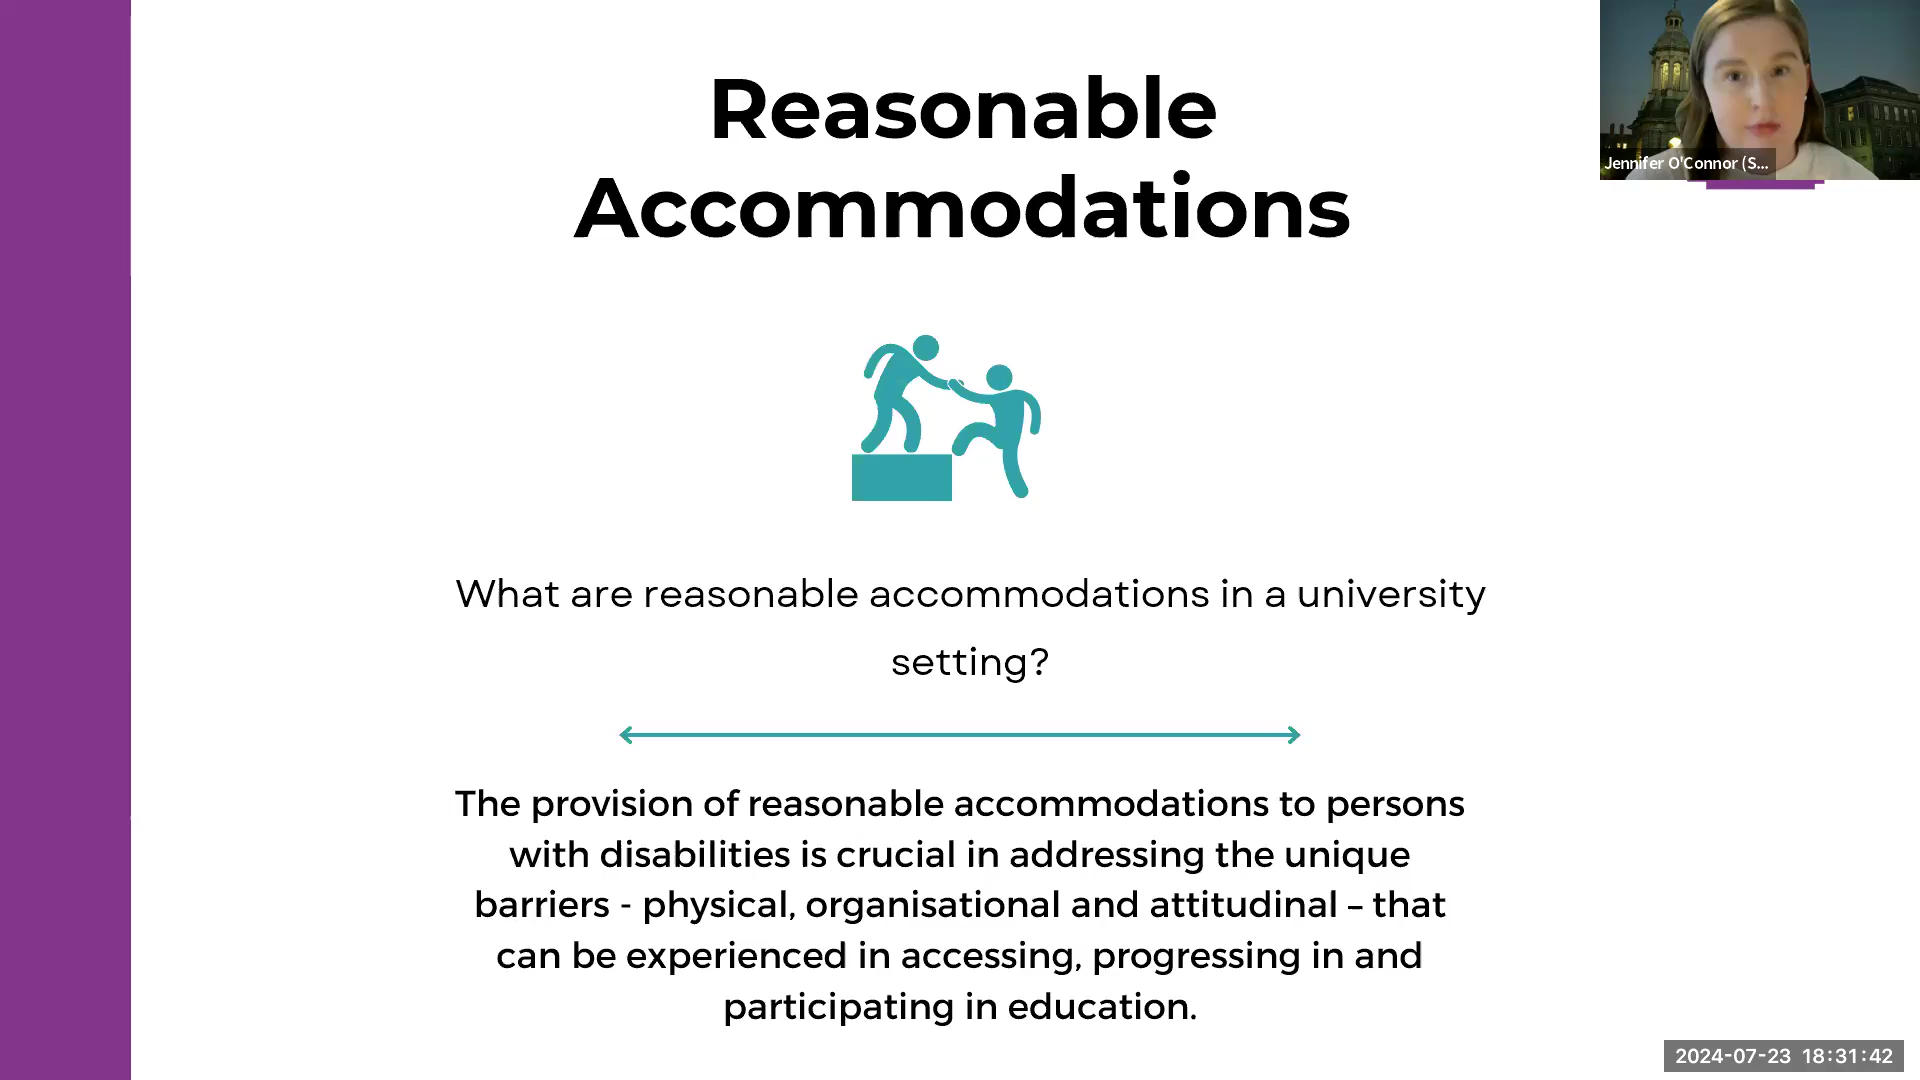 Reasonable
Accommodations
Jennifer O'Connor (S...
What are reasonable accommodations in a university
setting?
The provision of reasonable accommodations to persons
with disabilities is crucial in addressing the unique
barriers - physical, organisational and attitudinal – that
can be experienced in accessing, progressing in and
participating in education.
2024-07-23 18:31:42